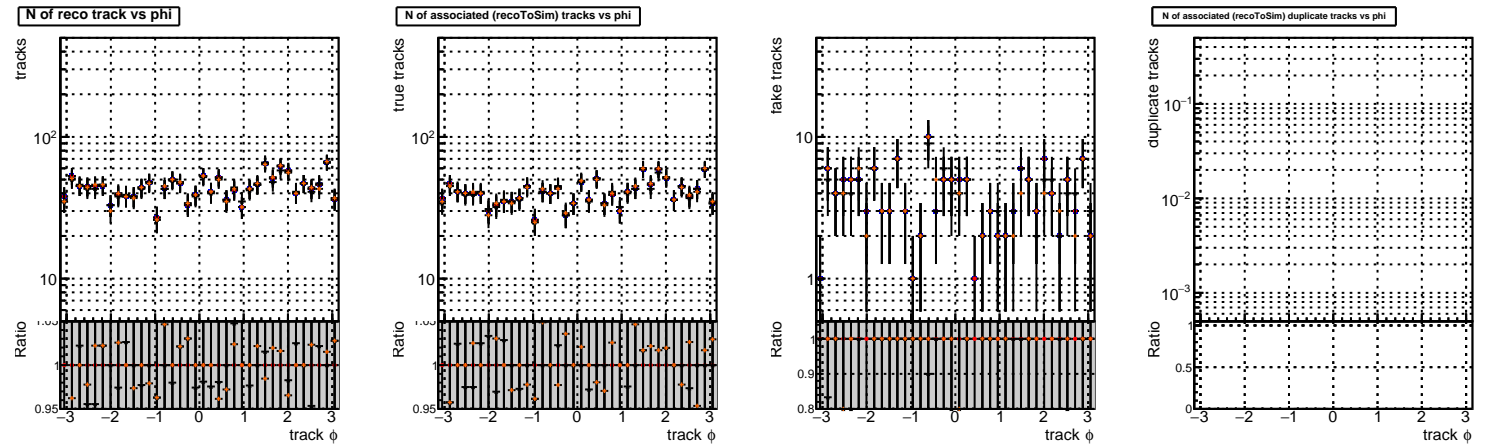 N of reco track vs phi
tracks
10²
10
Ratio
1.05
1
0.95
−3 −2 −1 0 1 2 3
track ϕ
N of associated (recoToSim) tracks vs phi
true tracks
10²
10
Ratio
1.05
1
0.95
−3 −2 −1 0 1 2 3
track ϕ
fake tracks
10
1
Ratio
1
0.9
0.8
−3 −2 −1 0 1 2 3
track ϕ
N of associated (recoToSim) duplicate tracks vs phi
duplicate tracks
10⁻¹
10⁻²
10⁻³
Ratio
1
0.5
0
−3 −2 −1 0 1 2 3
track ϕ